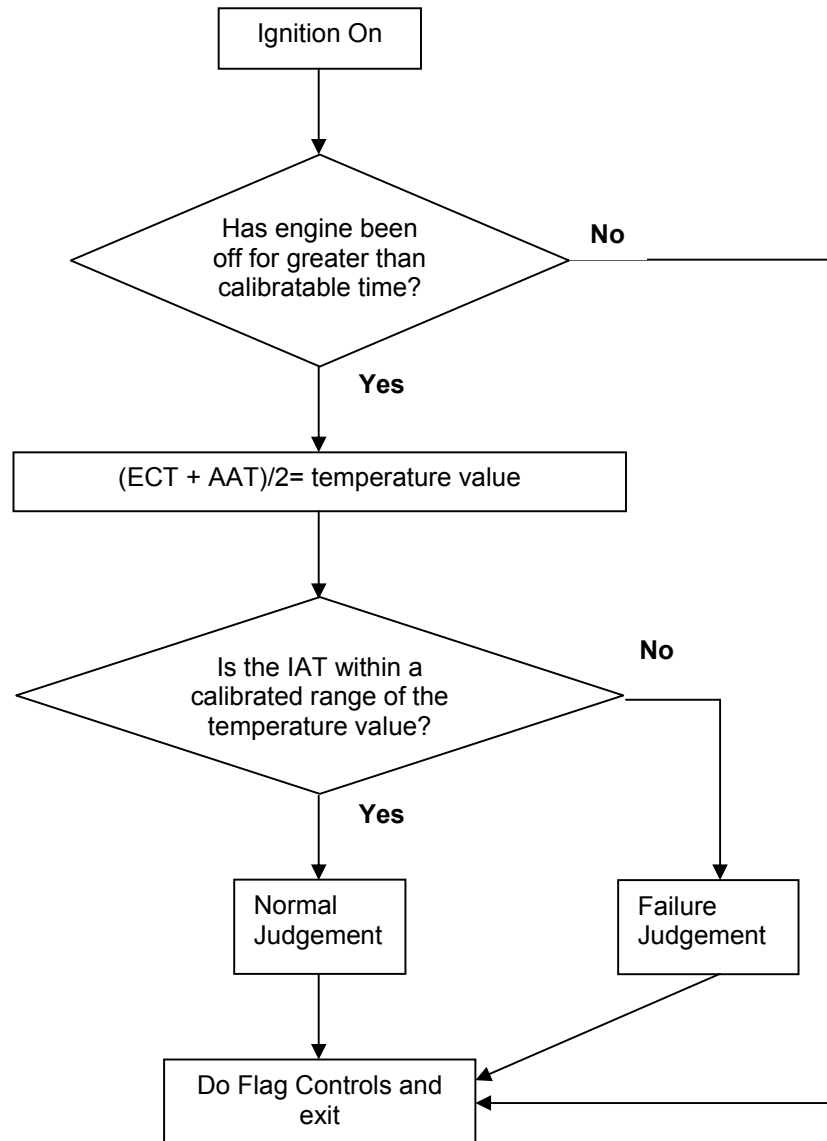 Ignition On
Has engine been
off for greater than
calibratable time?
No
Yes
(ECT + AAT)/2= temperature value
Is the IAT within a
calibrated range of the
temperature value?
No
Yes
Normal
Judgement
Failure
Judgement
Do Flag Controls and
exit